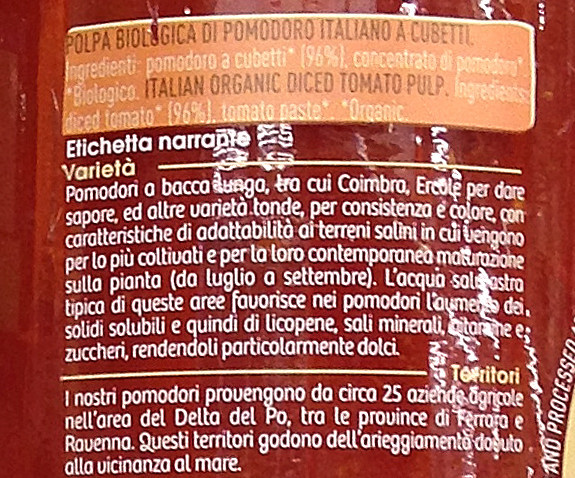 POLPA BIOLOGICA DI POMODORO ITALIANO A CUBETTI.
Ingredienti: pomodoro a cubetti* (96%), concentrato di pomodoro*
*Biologico. ITALIAN ORGANIC DICED TOMATO PULP. Ingredients:
diced tomato* (96%), tomato paste*. *Organic.
Etichetta narrante
Varietà
Pomodori a bacca lunga, tra cui Coimbra, Ercole per dare
sapore, ed altre varietà tonde, per consistenza e colore, con
caratteristiche di adattabilità ai terreni salini in cui vengono
per lo più coltivati e per la loro contemporanea maturazione
sulla pianta (da luglio a settembre). L'acqua salmastra
tipica di queste aree favorisce nei pomodori l'aumento dei
solidi solubili e quindi di licopene, sali minerali, vitamine e
zuccheri, rendendoli particolarmente dolci.
Territori
I nostri pomodori provengono da circa 25 aziende agricole
nell'area del Delta del Po, tra le province di Ferrara e
Ravenna. Questi territori godono dell'arieggiamento dovuto
alla vicinanza al mare.
AND PROCESSED